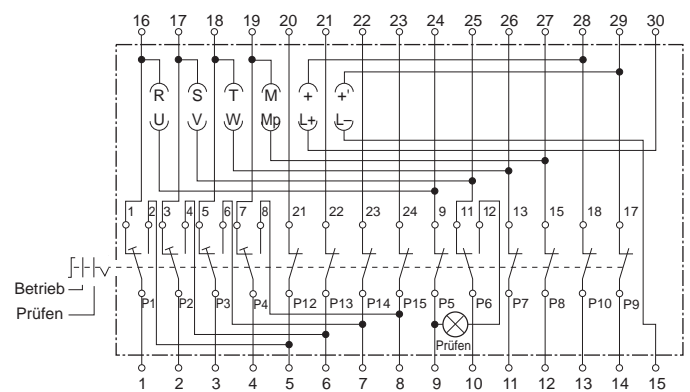 16 17 18 19 20 21 22 23 24 25 26 27 28 29 30
R S T M + +'
U V W Mp L+ L–
1 2 3 4 5 6 7 8 21 22 23 24 9 11 12 13 15 18 17
Betrieb
Prüfen
P1 P2 P3 P4 P12 P13 P14 P15 P5 P6 P7 P8 P10 P9
Prüfen
1 2 3 4 5 6 7 8 9 10 11 12 13 14 15